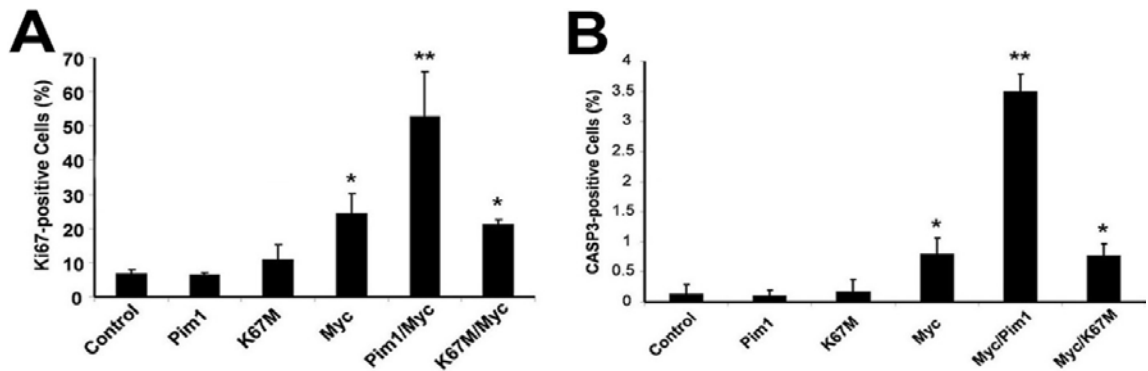 A
Ki67-positive Cells (%)
70
60
50
40
30
20
10
0
*
**
*
Control
Pim1
K67M
Myc
Pim1/Myc
K67M/Myc
B
CASP3-positive Cells (%)
4
3.5
3
2.5
2
1.5
1
0.5
0
*
**
*
Control
Pim1
K67M
Myc
Myc/Pim1
Myc/K67M